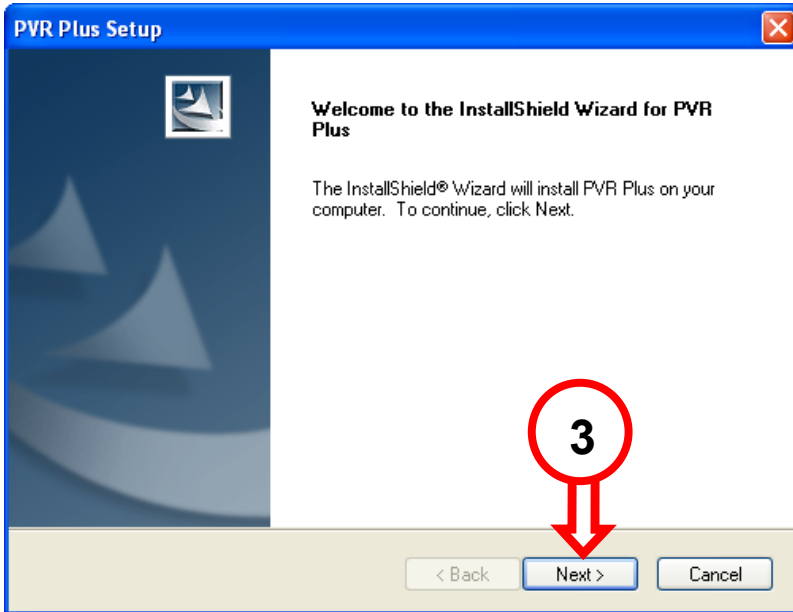 PVR Plus Setup
Welcome to the InstallShield Wizard for PVR
Plus
The InstallShield® Wizard will install PVR Plus on your
computer. To continue, click Next.
3
< Back Next > Cancel